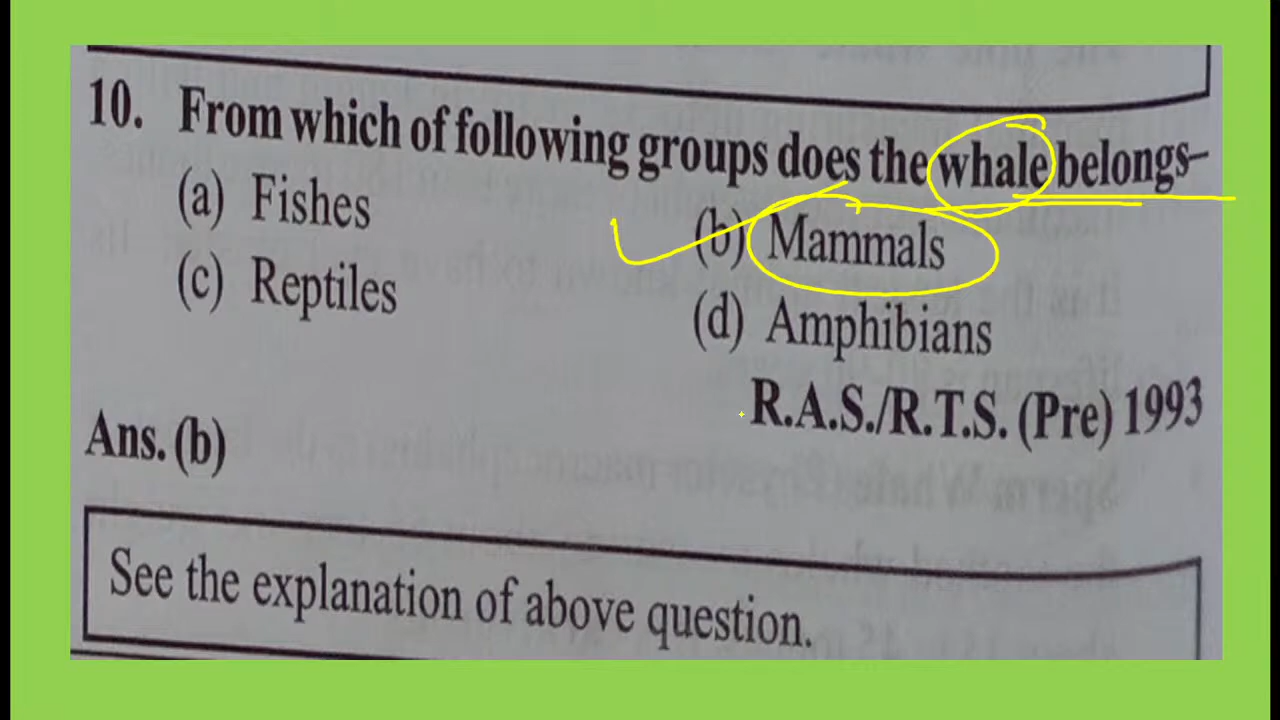 10. From which of following groups does the whale belongs–
(a) Fishes (b) Mammals
(c) Reptiles (d) Amphibians
R.A.S./R.T.S. (Pre) 1993
Ans. (b)
See the explanation of above question.